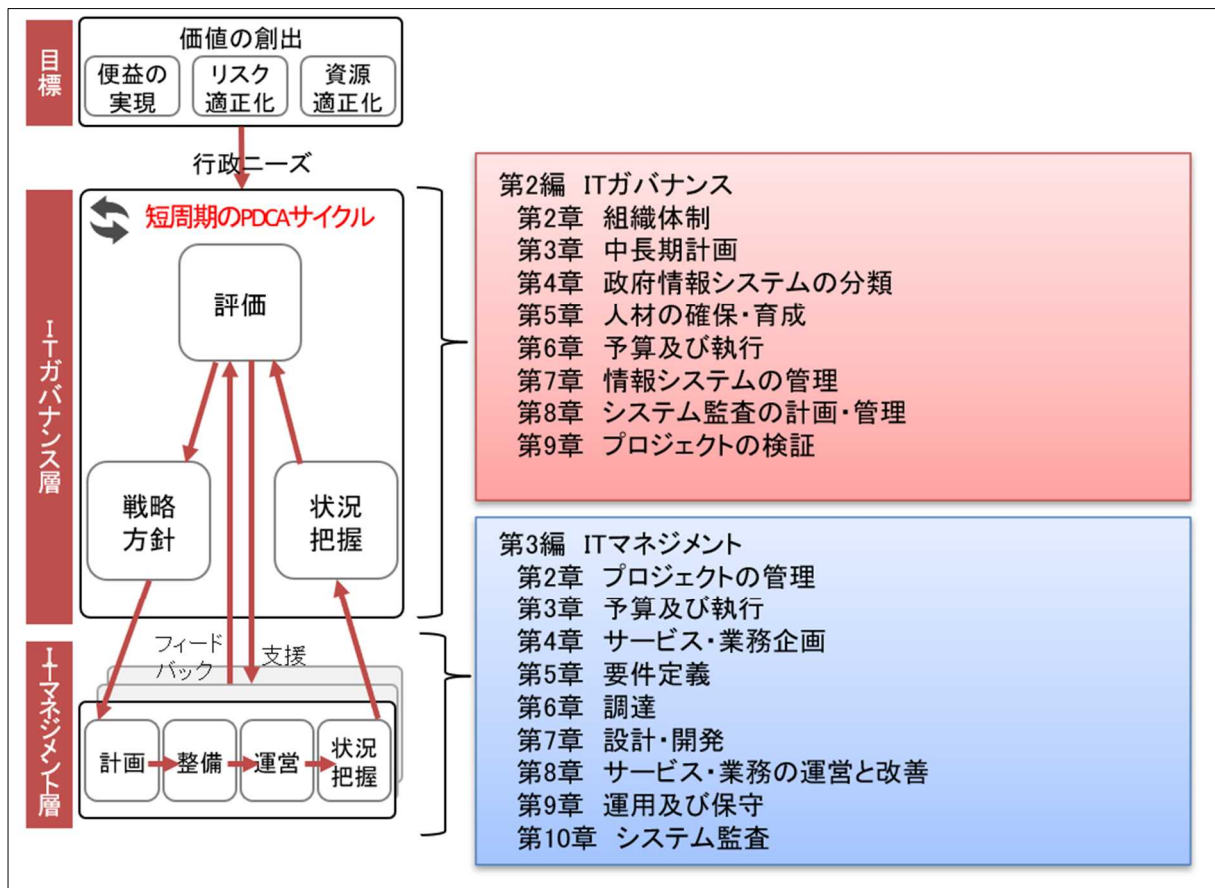 目標
価値の創出
便益の
実現
リスク
適正化
資源
適正化
行政ニーズ
ITガバナンス層
短周期のPDCAサイクル
評価
戦略
方針
状況
把握
ITマネジメント層
フィード
バック
支援
計画
整備
運営
状況
把握
第2編 ITガバナンス
第2章 組織体制
第3章 中長期計画
第4章 政府情報システムの分類
第5章 人材の確保・育成
第6章 予算及び執行
第7章 情報システムの管理
第8章 システム監査の計画・管理
第9章 プロジェクトの検証
第3編 ITマネジメント
第2章 プロジェクトの管理
第3章 予算及び執行
第4章 サービス・業務企画
第5章 要件定義
第6章 調達
第7章 設計・開発
第8章 サービス・業務の運営と改善
第9章 運用及び保守
第10章 システム監査